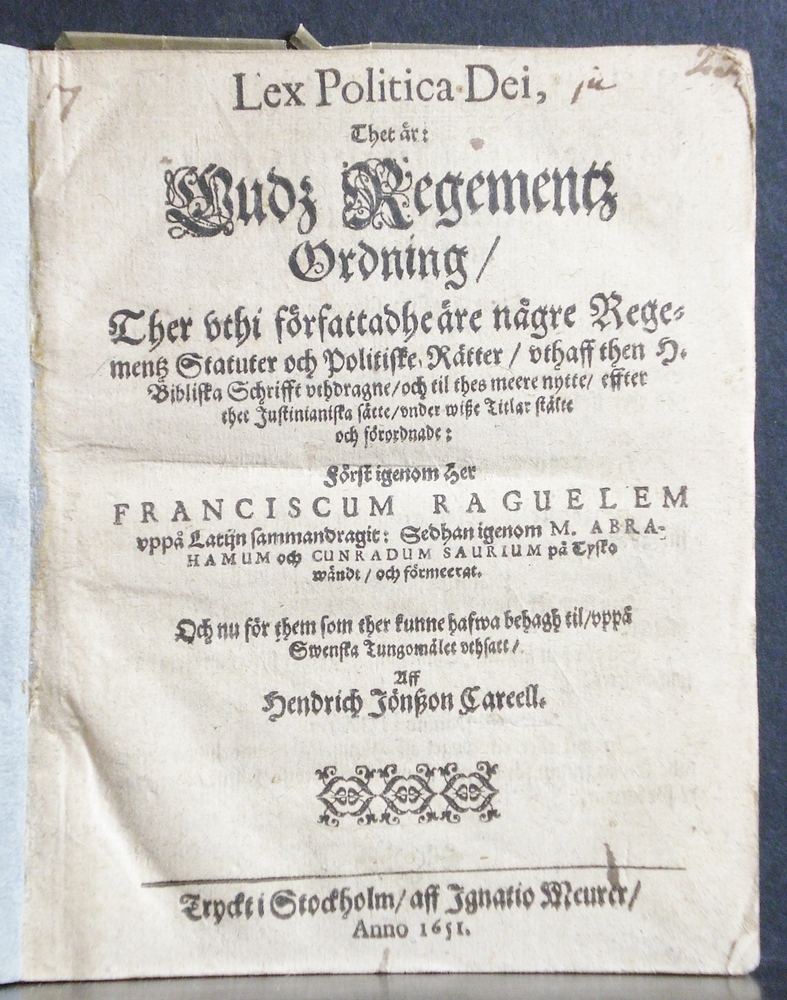 Lex Politica Dei,
Thet är:
Gudz Regementz
Ordning/
Ther vthi författadhe äre någre Rege-
mentz Statuter och Politiske Rätter / vthaff then H.
Bibliska Schrifft vthdragne/och til thes meere nytte/ effter
thet Justinianiska sätte/vnder wiße Titlar stälte
och förordnade:
Först igenom Her
FRANCISCUM RAGUELEM
vppå Latijn sammandragit: Sedhan igenom M. ABRA-
HAMUM och CUNRADUM SAURIUM på Tysko
wändt / och förmeerat.
Och nu för them som ther kunne hafwa behagh til/vppå
Swenska Tungomålet vthsatt/
Aff
Hendrich Jönßon Careell.
Tryckt i Stockholm/ aff Ignatio Meurer/
Anno 1651.